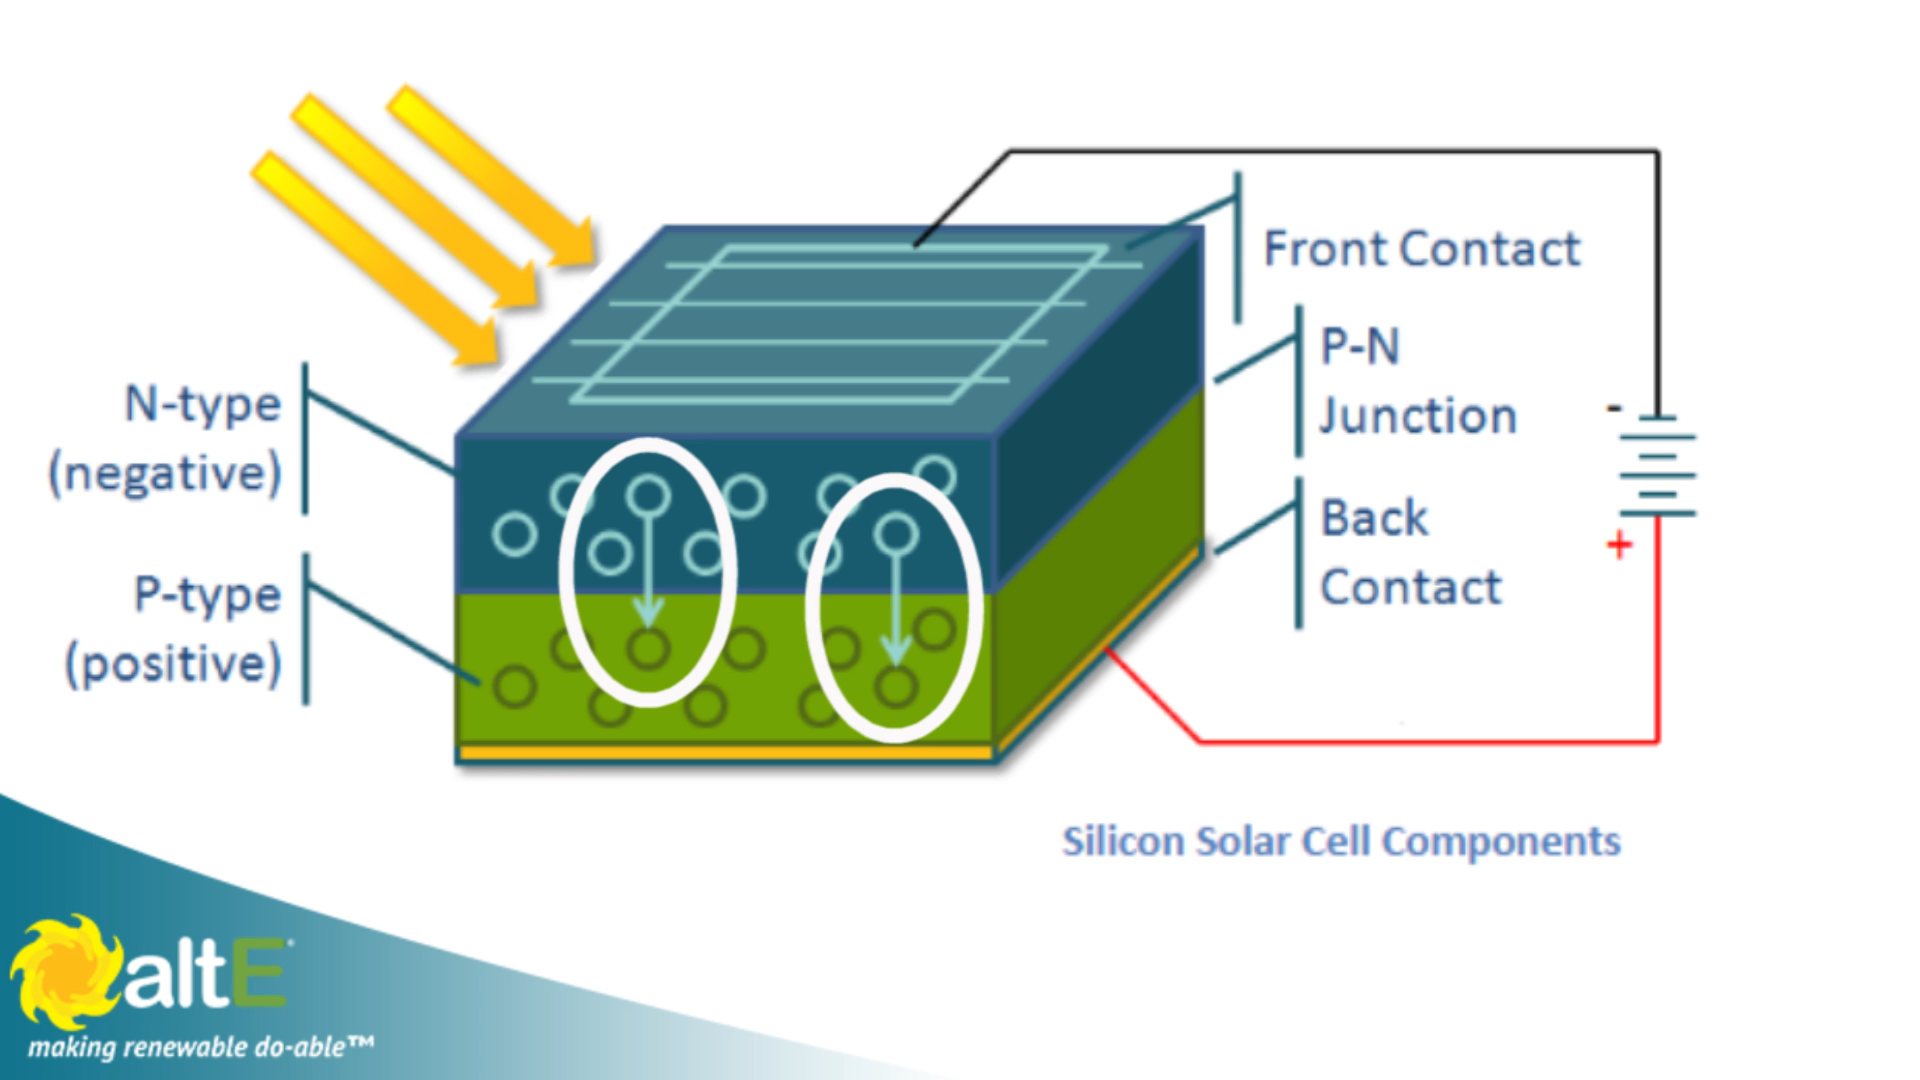 Front Contact
P-N
Junction
N-type
(negative)
-
Back
Contact
+
P-type
(positive)
Silicon Solar Cell Components
altE
making renewable do-able™